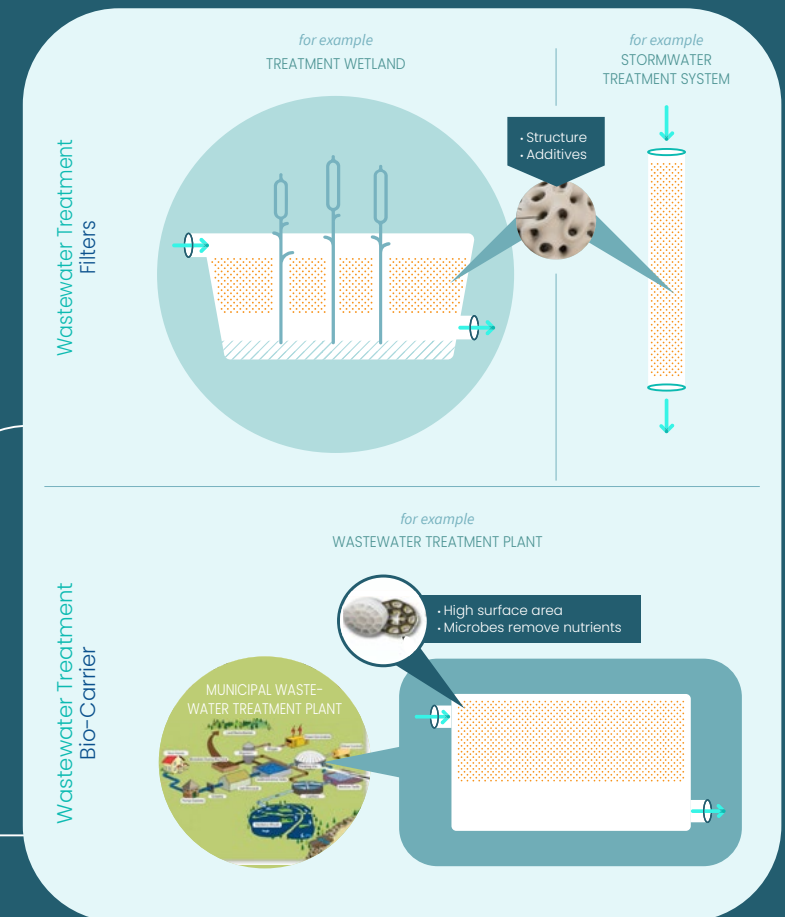 for example
TREATMENT WETLAND
for example
STORMWATER
TREATMENT SYSTEM
• Structure
• Additives
Wastewater Treatment
Filters
for example
WASTEWATER TREATMENT PLANT
• High surface area
• Microbes remove nutrients
Wastewater Treatment
Bio-Carrier
MUNICIPAL WASTE-
WATER TREATMENT PLANT